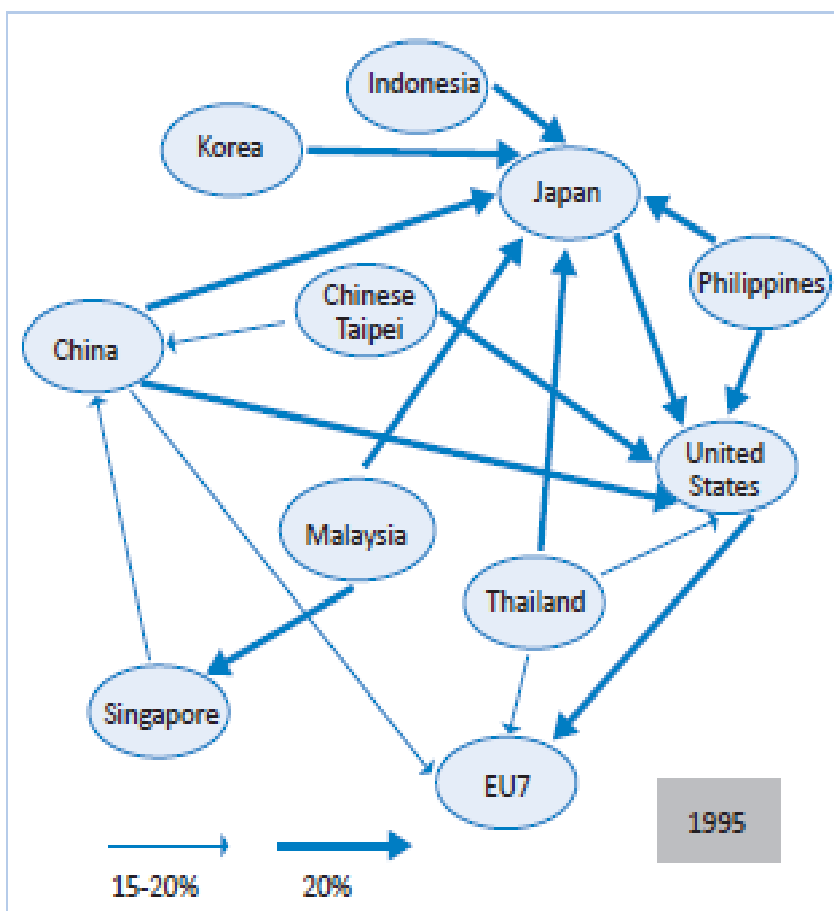 Indonesia
Korea
Japan
Philippines
Chinese
Taipei
China
United
States
Malaysia
Thailand
Singapore
EU7
1995
15-20%
20%